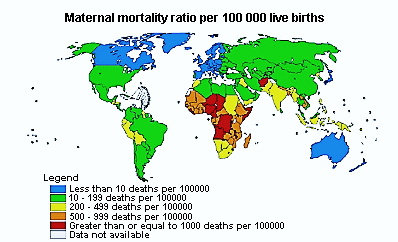 Maternal mortality ratio per 100 000 live births
Legend
Less than 10 deaths per 100000
10 - 199 deaths per 100000
200 - 499 deaths per 100000
500 - 999 deaths per 100000
Greater than or equal to 1000 deaths per 100000
Data not available